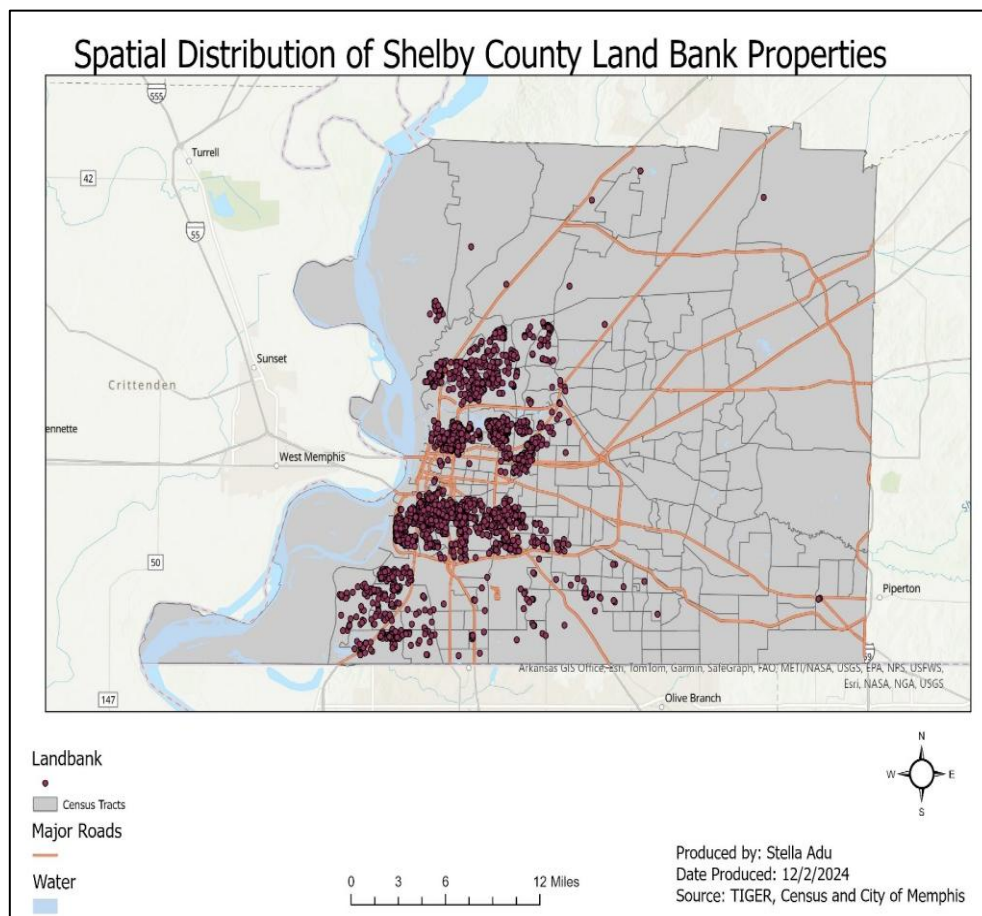 Spatial Distribution of Shelby County Land Bank Properties
555
Turrell
42
55
Sunset
Crittenden
ennette
West Memphis
50
Piperton
69
Arkansas GIS Office, Esri, TomTom, Garmin, SafeGraph, FAO, METI/NASA, USGS, EPA, NPS, USFWS,
Esri, NASA, NGA, USGS
147
Olive Branch
Landbank
Census Tracts
Major Roads
Water
0 3 6 12 Miles
N
W E
S
Produced by: Stella Adu
Date Produced: 12/2/2024
Source: TIGER, Census and City of Memphis